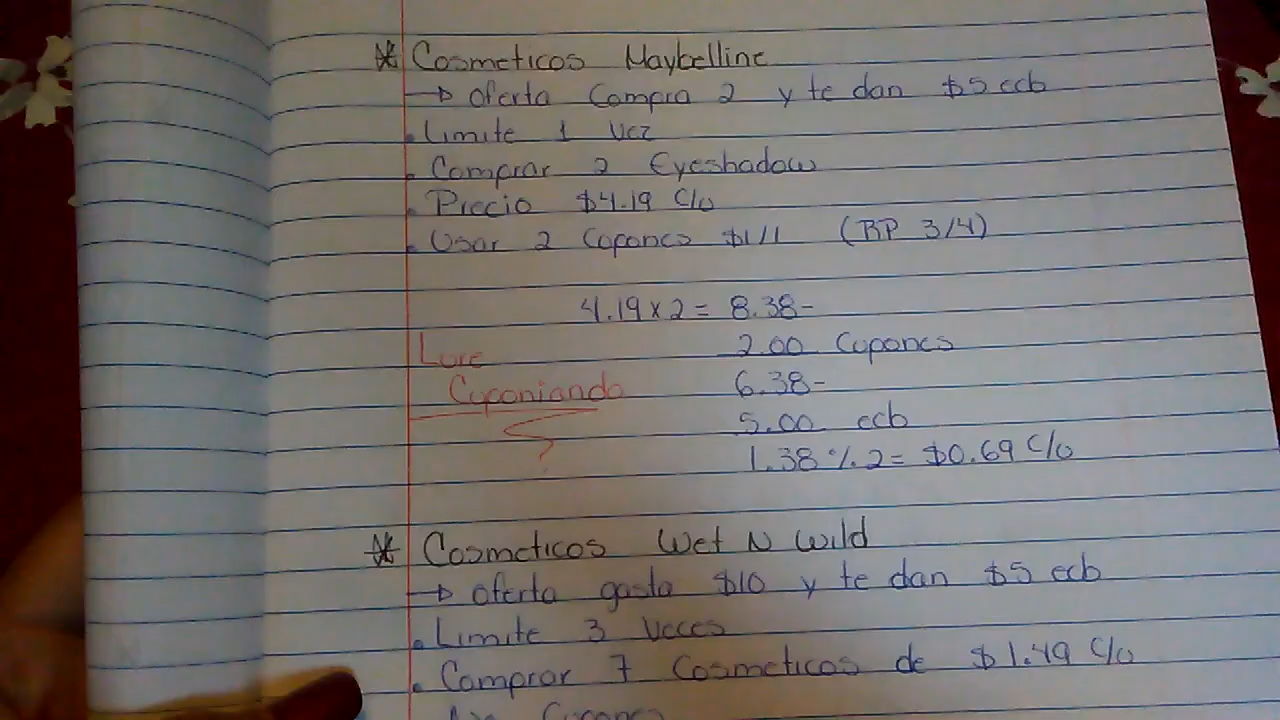 * Cosmeticos Maybelline
→ oferta Compra 2 y te dan $5 ecb
• Limite 1 vez
• Comprar 2 Eyeshadow
• Precio $4.19 C/u
• Usar 2 Cupones $1/1 (RP 3/4)
4.19 x 2 = 8.38-
2.00 Cupones
Lure
Cuponiando
6.38-
5.00 ecb
1.38 % 2 = $0.69 C/u
* Cosmeticos Wet N Wild
→ oferta gasta $10 y te dan $5 ecb
• Limite 3 veces
• Comprar 7 Cosmeticos de $1.49 C/u
Cupones